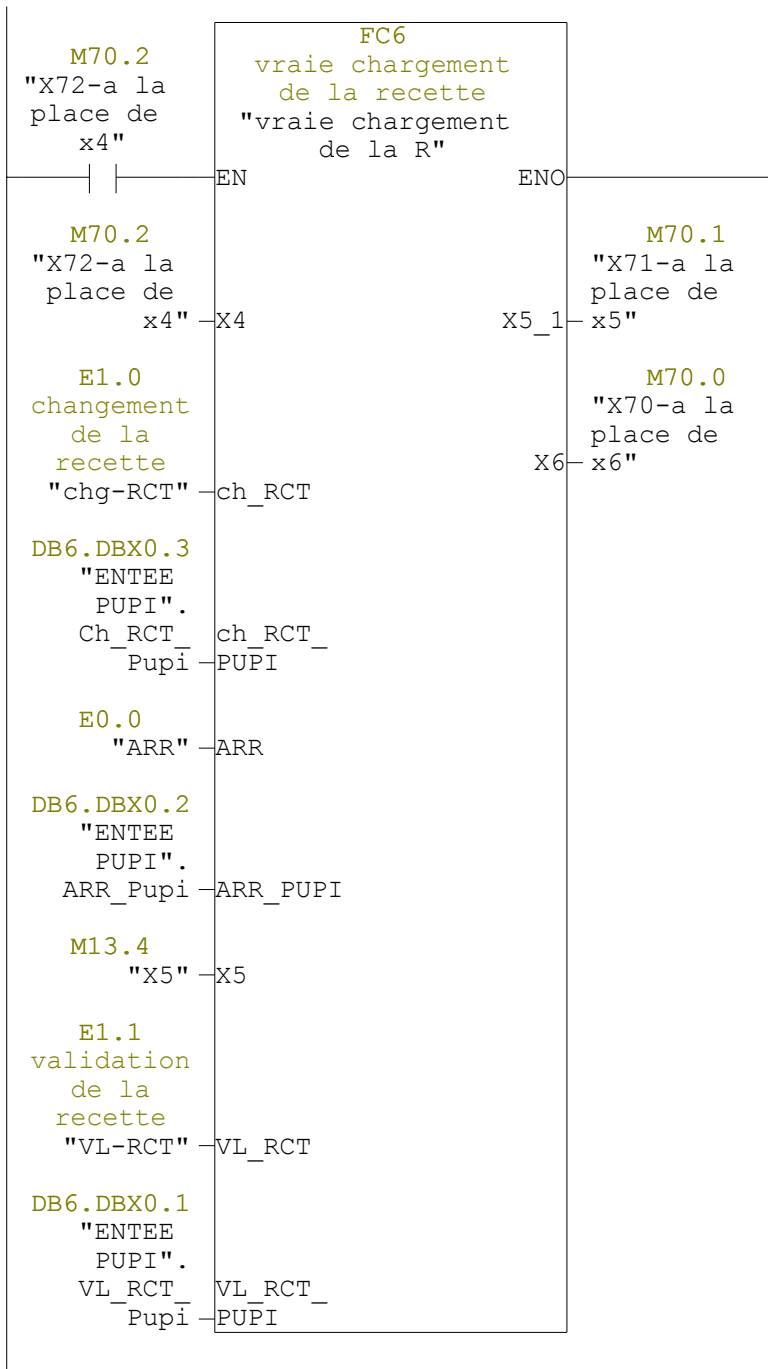 FC6
vraie chargement
de la recette
"vraie chargement
de la R"
M70.2
"X72-a la
place de
x4"
EN
ENO
M70.2
"X72-a la
place de
x4"
X4
M70.1
"X71-a la
place de
x5"
X5_1
E1.0
changement
de la
recette
"chg-RCT"
ch_RCT
M70.0
"X70-a la
place de
x6"
X6
DB6.DBX0.3
"ENTEE
PUPI".
Ch_RCT_
Pupi
ch_RCT_
PUPI
E0.0
"ARR"
ARR
DB6.DBX0.2
"ENTEE
PUPI".
ARR_Pupi
ARR_PUPI
M13.4
"X5"
X5
E1.1
validation
de la
recette
"VL-RCT"
VL_RCT
DB6.DBX0.1
"ENTEE
PUPI".
VL_RCT_
Pupi
VL_RCT_
PUPI